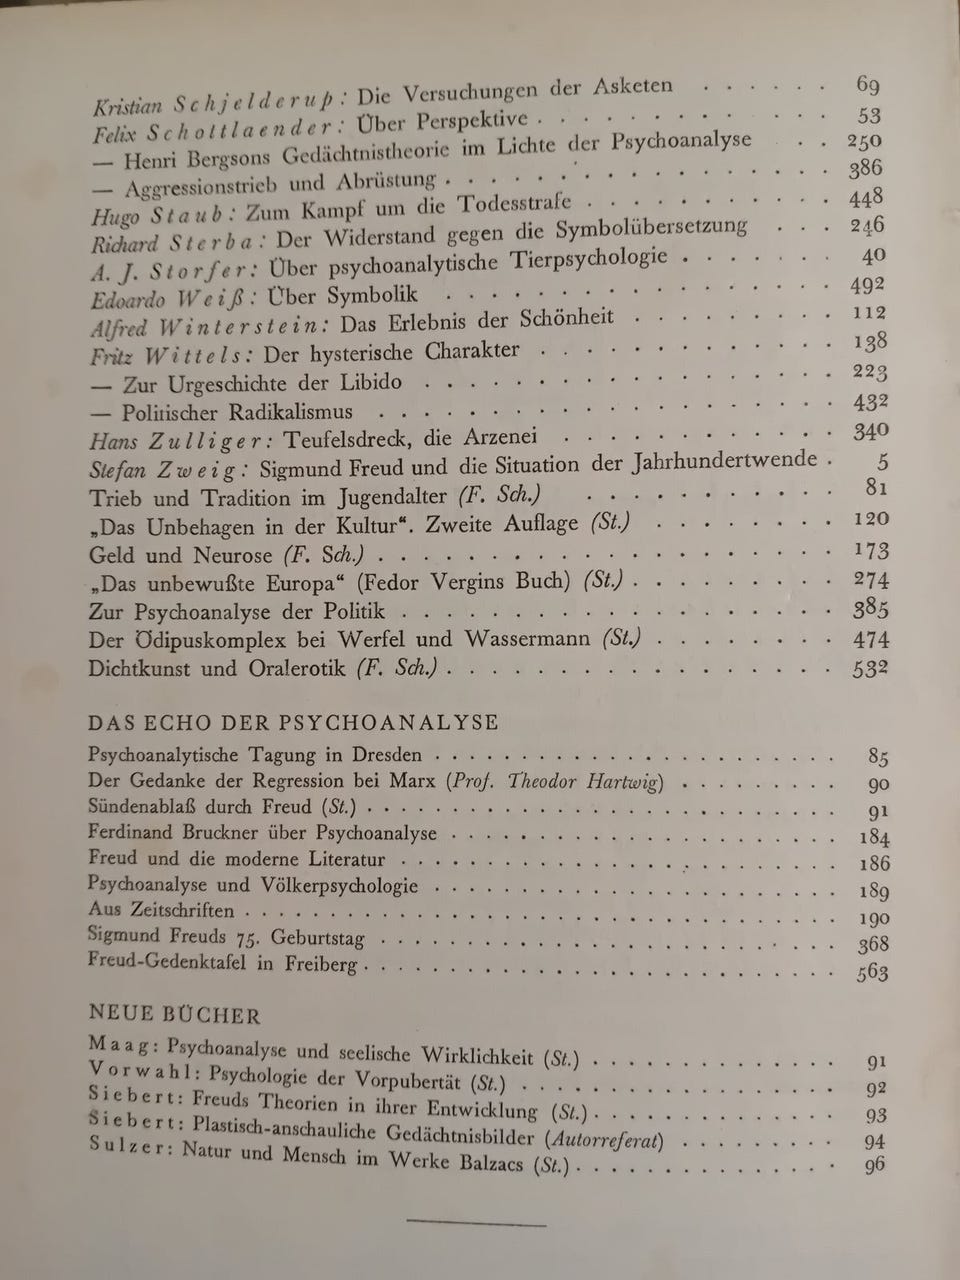 Kristian Schjelderup: Die Versuchungen der Asketen . . . . . . 69
Felix Schottlaender: Über Perspektive . . . . . . . . . . . . 53
— Henri Bergsons Gedächtnistheorie im Lichte der Psychoanalyse . . 250
— Aggressionstrieb und Abrüstung . . . . . . . . . . . . . . . 386
Hugo Staub: Zum Kampf um die Todesstrafe . . . . . . . . . . 448
Richard Sterba: Der Widerstand gegen die Symbolübersetzung . . . 246
A. J. Storfer: Über psychoanalytische Tierpsychologie . . . . . . 40
Edoardo Weiß: Über Symbolik . . . . . . . . . . . . . . . . 492
Alfred Winterstein: Das Erlebnis der Schönheit . . . . . . . . 112
Fritz Wittels: Der hysterische Charakter . . . . . . . . . . . . 138
— Zur Urgeschichte der Libido . . . . . . . . . . . . . . . . 223
— Politischer Radikalismus . . . . . . . . . . . . . . . . . 432
Hans Zulliger: Teufelsdreck, die Arzenei . . . . . . . . . . . 340
Stefan Zweig: Sigmund Freud und die Situation der Jahrhundertwende . 5
Trieb und Tradition im Jugendalter (F. Sch.) . . . . . . . . . . 81
„Das Unbehagen in der Kultur“. Zweite Auflage (St.) . . . . . . . 120
Geld und Neurose (F. Sch.) . . . . . . . . . . . . . . . . . 173
„Das unbewußte Europa“ (Fedor Vergins Buch) (St.) . . . . . . . . 274
Zur Psychoanalyse der Politik . . . . . . . . . . . . . . . . 385
Der Ödipuskomplex bei Werfel und Wassermann (St.) . . . . . . . 474
Dichtkunst und Oralerotik (F. Sch.) . . . . . . . . . . . . . . 532
DAS ECHO DER PSYCHOANALYSE
Psychoanalytische Tagung in Dresden . . . . . . . . . . . . . . 85
Der Gedanke der Regression bei Marx (Prof. Theodor Hartwig) . . . . . . . . 90
Sündenablaß durch Freud (St.) . . . . . . . . . . . . . . . . 91
Ferdinand Bruckner über Psychoanalyse . . . . . . . . . . . . . 184
Freud und die moderne Literatur . . . . . . . . . . . . . . . 186
Psychoanalyse und Völkerpsychologie . . . . . . . . . . . . . . 189
Aus Zeitschriften . . . . . . . . . . . . . . . . . . . . . 190
Sigmund Freuds 75. Geburtstag . . . . . . . . . . . . . . . . 368
Freud-Gedenktafel in Freiberg . . . . . . . . . . . . . . . . 563
NEUE BÜCHER
Maag: Psychoanalyse und seelische Wirklichkeit (St.) . . . . . . . . . . 91
Vorwahl: Psychologie der Vorpubertät (St.) . . . . . . . . . . . . 92
Siebert: Freuds Theorien in ihrer Entwicklung (St.) . . . . . . . . . . 93
Siebert: Plastisch-anschauliche Gedächtnisbilder (Autorreferat) . . . . . . . 94
Sulzer: Natur und Mensch im Werke Balzacs (St.) . . . . . . . . . . . 96